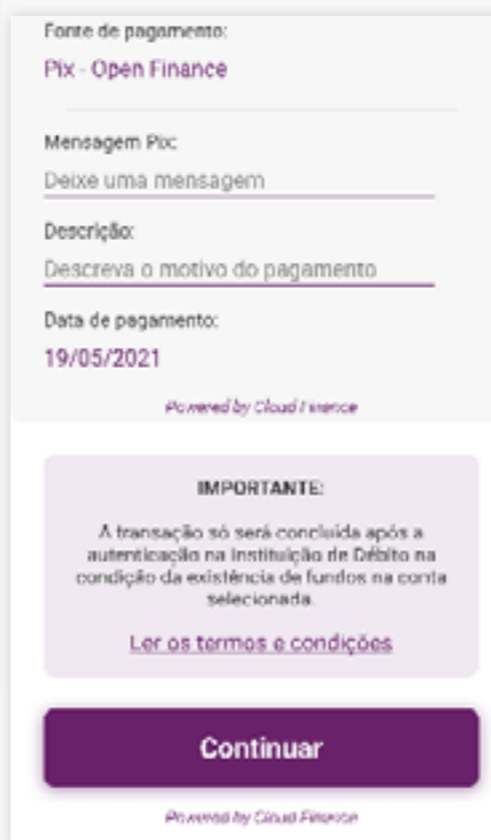 Fonte de pagamento:
Pix - Open Finance
Mensagem Pix:
Deixe uma mensagem
Descrição:
Descreva o motivo do pagamento
Data de pagamento:
19/05/2021
Powered by Cloud Finance
IMPORTANTE:
A transação só será concluída após a
autenticação na Instituição de Débito na
condição da existência de fundos na conta
selecionada.
Ler os termos e condições
Continuar
Powered by Cloud Finance